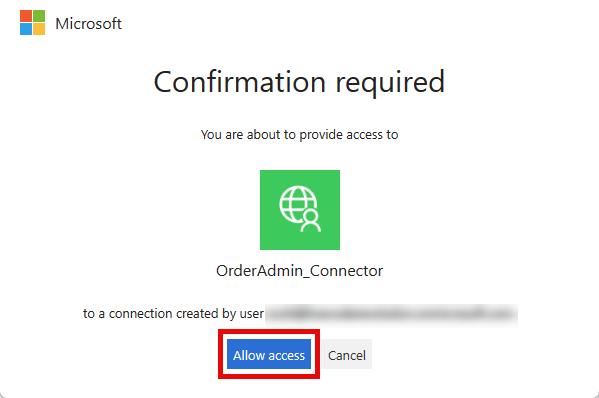 Microsoft
Confirmation required
You are about to provide access to
OrderAdmin_Connector
to a connection created by user
Allow access Cancel